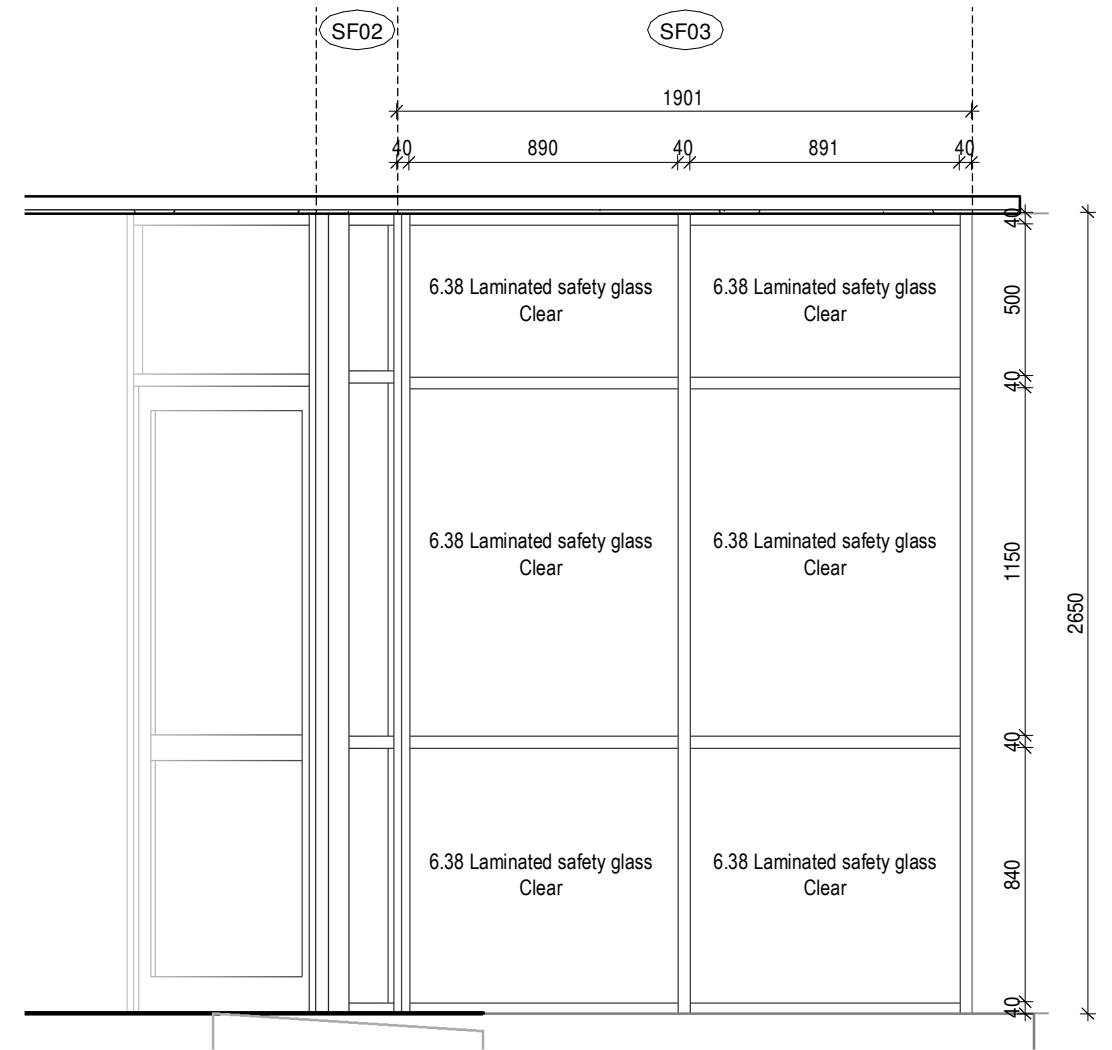 SF02
SF03
1901
40
890
40
891
40
40
6.38 Laminated safety glass
Clear
6.38 Laminated safety glass
Clear
500
40
6.38 Laminated safety glass
Clear
6.38 Laminated safety glass
Clear
1150
2650
40
6.38 Laminated safety glass
Clear
6.38 Laminated safety glass
Clear
840
40